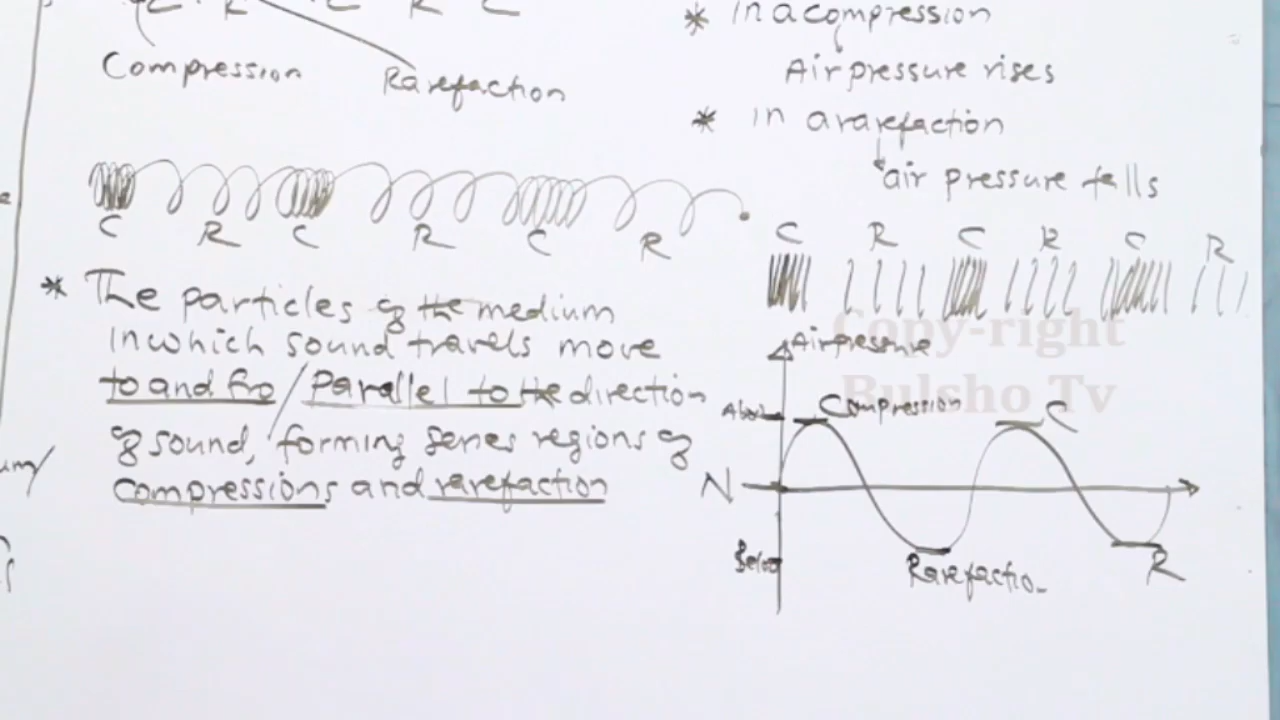 C R C R C
Compression
Rarefaction
C R C R C R
* The particles of the medium
in which sound travels move
to and fro / Parallel to the direction
of sound, forming series regions of
compressions and rarefaction
* In a compression
Air pressure rises
* in a rarefaction
air pressure falls
C R C R C R
Air pressure
Above
Compression C
N
Below
Rarefactio
R
Copy-right
Bulsho Tv